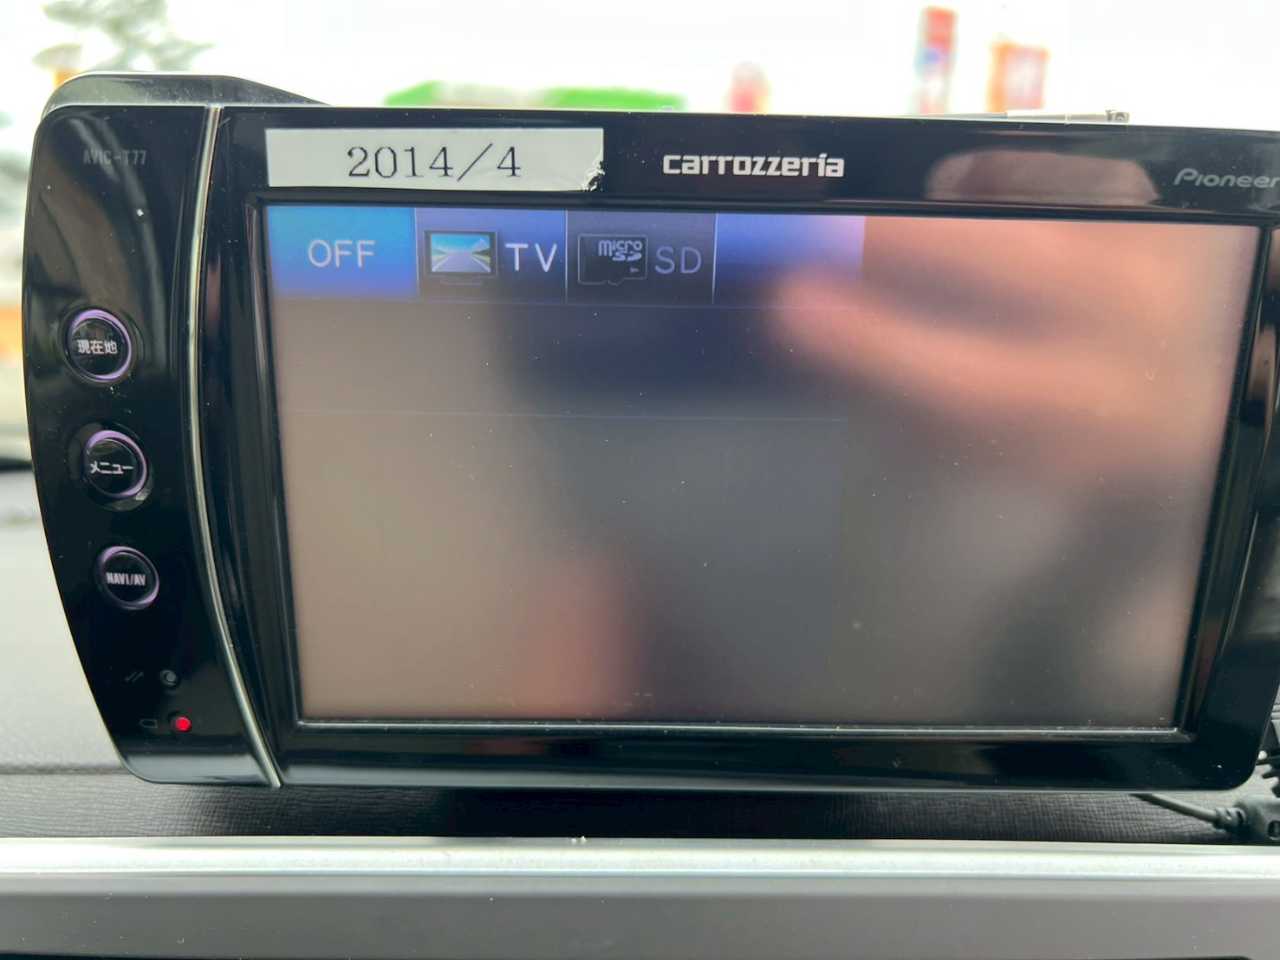 AVIC-T77
2014/4
carrozzeria
Pioneer
OFF
TV
micro
SD
SD
現在地
メニュー
NAVI/AV